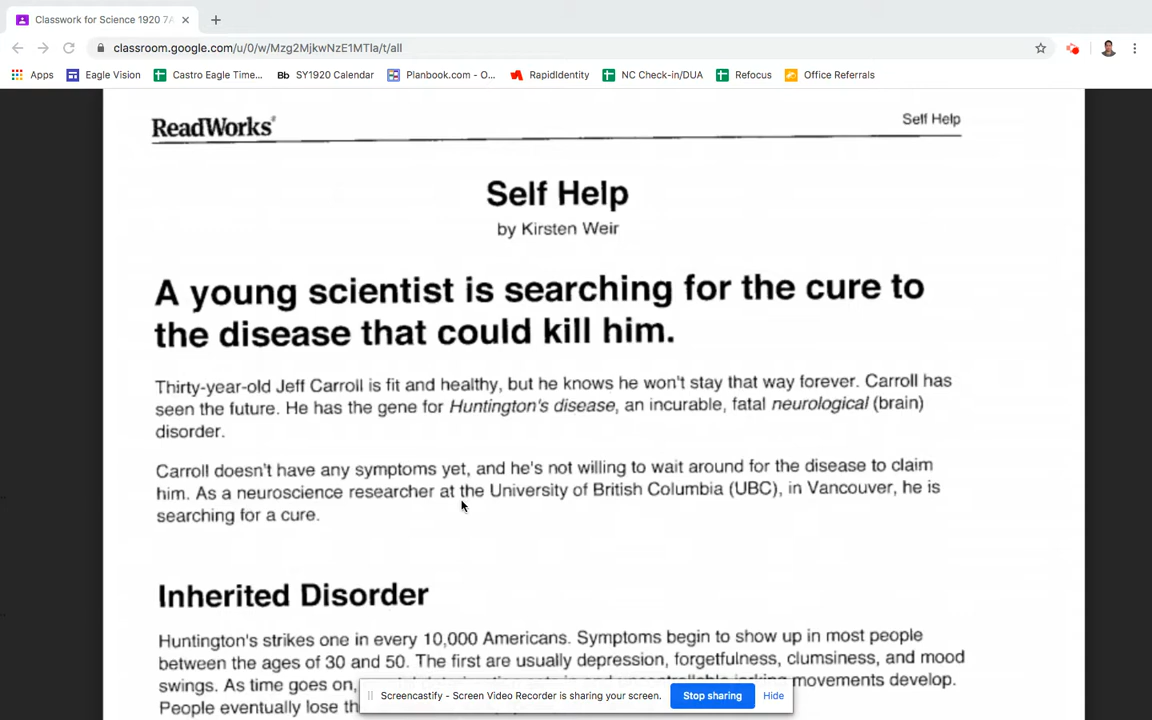 Classwork for Science 1920 7A
classroom.google.com/u/0/w/Mzg2MjkwNzE1MTIa/t/all
Apps Eagle Vision Castro Eagle Time... Bb SY1920 Calendar Planbook.com - O... RapidIdentity NC Check-in/DUA Refocus Office Referrals
ReadWorks® Self Help
Self Help
by Kirsten Weir
A young scientist is searching for the cure to
the disease that could kill him.
Thirty-year-old Jeff Carroll is fit and healthy, but he knows he won't stay that way forever. Carroll has
seen the future. He has the gene for Huntington's disease, an incurable, fatal neurological (brain)
disorder.
Carroll doesn't have any symptoms yet, and he's not willing to wait around for the disease to claim
him. As a neuroscience researcher at the University of British Columbia (UBC), in Vancouver, he is
searching for a cure.
Inherited Disorder
Huntington's strikes one in every 10,000 Americans. Symptoms begin to show up in most people
between the ages of 30 and 50. The first are usually depression, forgetfulness, clumsiness, and mood
swings. As time goes on, movements develop.
People eventually lose
Screencastify - Screen Video Recorder is sharing your screen. Stop sharing Hide